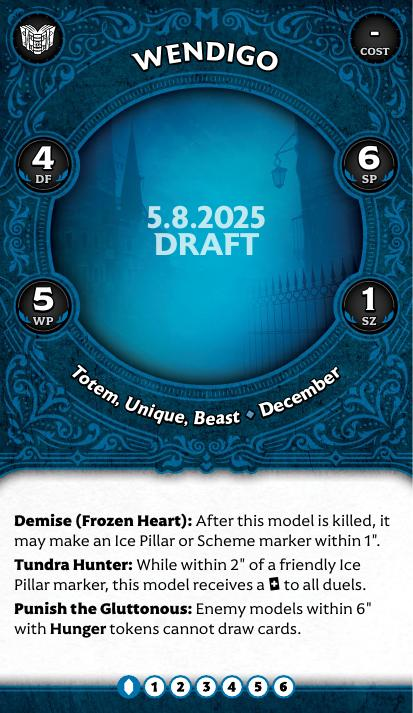 WENDIGO
-
COST
4
DF
6
SP
5.8.2025
DRAFT
5
WP
1
SZ
Totem, Unique, Beast ⬥ December
Demise (Frozen Heart): After this model is killed, it
may make an Ice Pillar or Scheme marker within 1".
Tundra Hunter: While within 2" of a friendly Ice
Pillar marker, this model receives a to all duels.
Punish the Gluttonous: Enemy models within 6"
with Hunger tokens cannot draw cards.
1 2 3 4 5 6